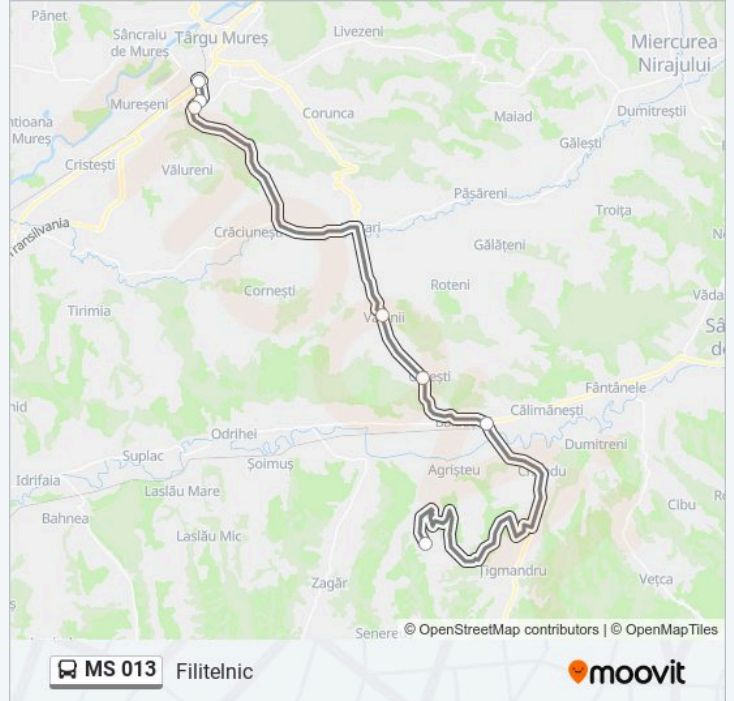 Pănet
Sâncraiu
de Mureș
Târgu Mureș
Livezeni
Miercurea
Nirajului
Mureșeni
Corunca
Maiad
Dumitreștii
Mureș
Gălești
Cristești
Vălureni
Păsăreni
Troița
Transilvania
Crăciunești
Gălățeni
Cornești
Roteni
Tirimia
Fântânele
Călimănești
Odrihei
Dumitreni
Suplac
Șoimuș
Agrișteu
Idrifaia
Laslău Mare
Cibu
Bahnea
Laslău Mic
Țigmandru
Zagăr
Vețca
© OpenStreetMap contributors | © OpenMapTiles
MS 013
Filitelnic
moovit